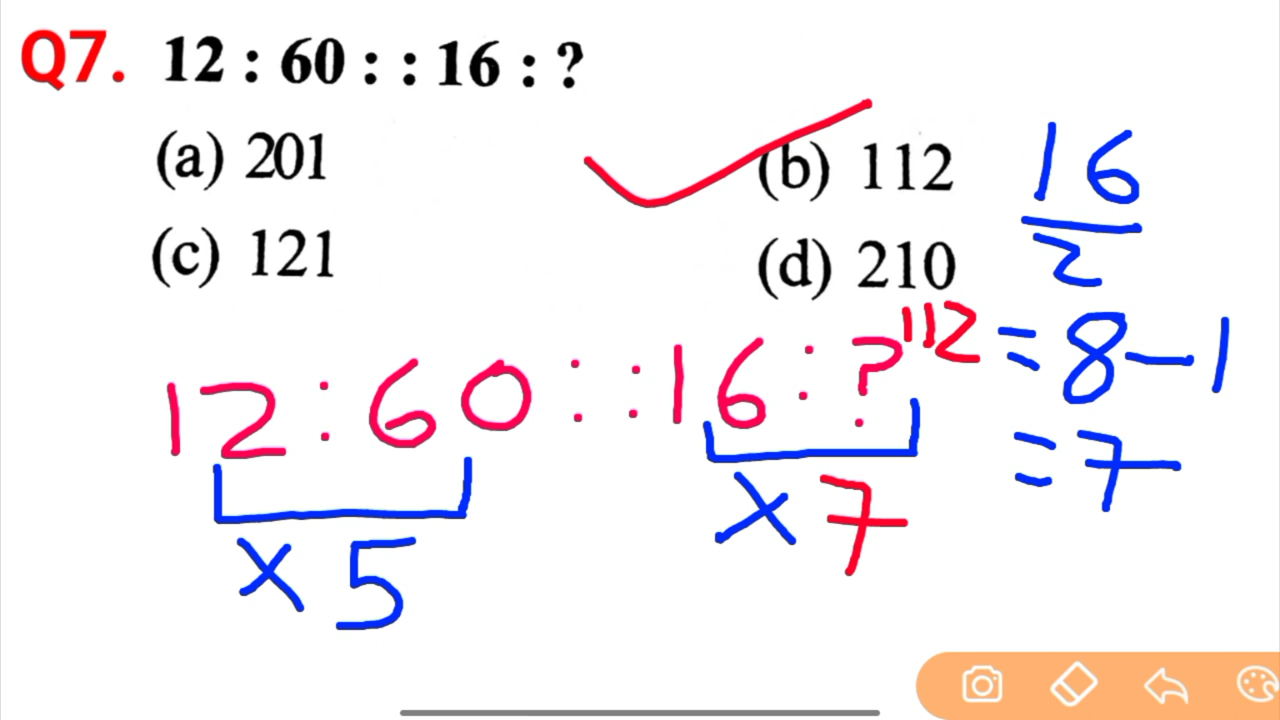 Q7. 12 : 60 : : 16 : ?
(a) 201 (b) 112
(c) 121 (d) 210
16
2
= 8 - 1
= 7
12 : 60 : : 16 : ? 112
× 5 × 7